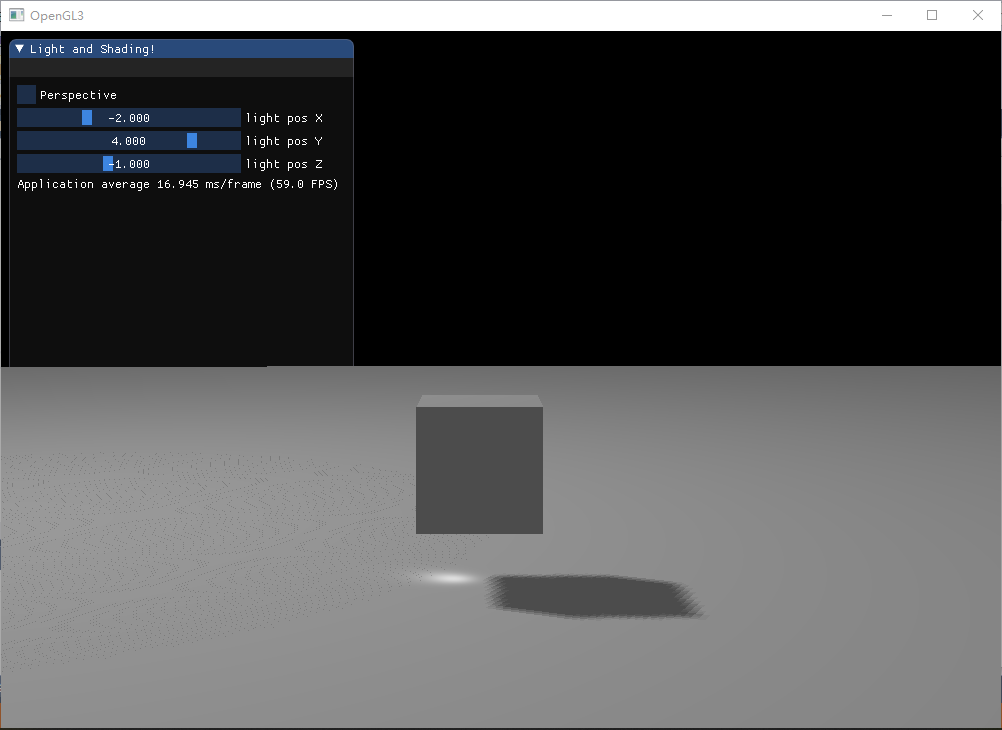 OpenGL3
Light and Shading!
Perspective
-2.000 light pos X
4.000 light pos Y
-1.000 light pos Z
Application average 16.945 ms/frame (59.0 FPS)